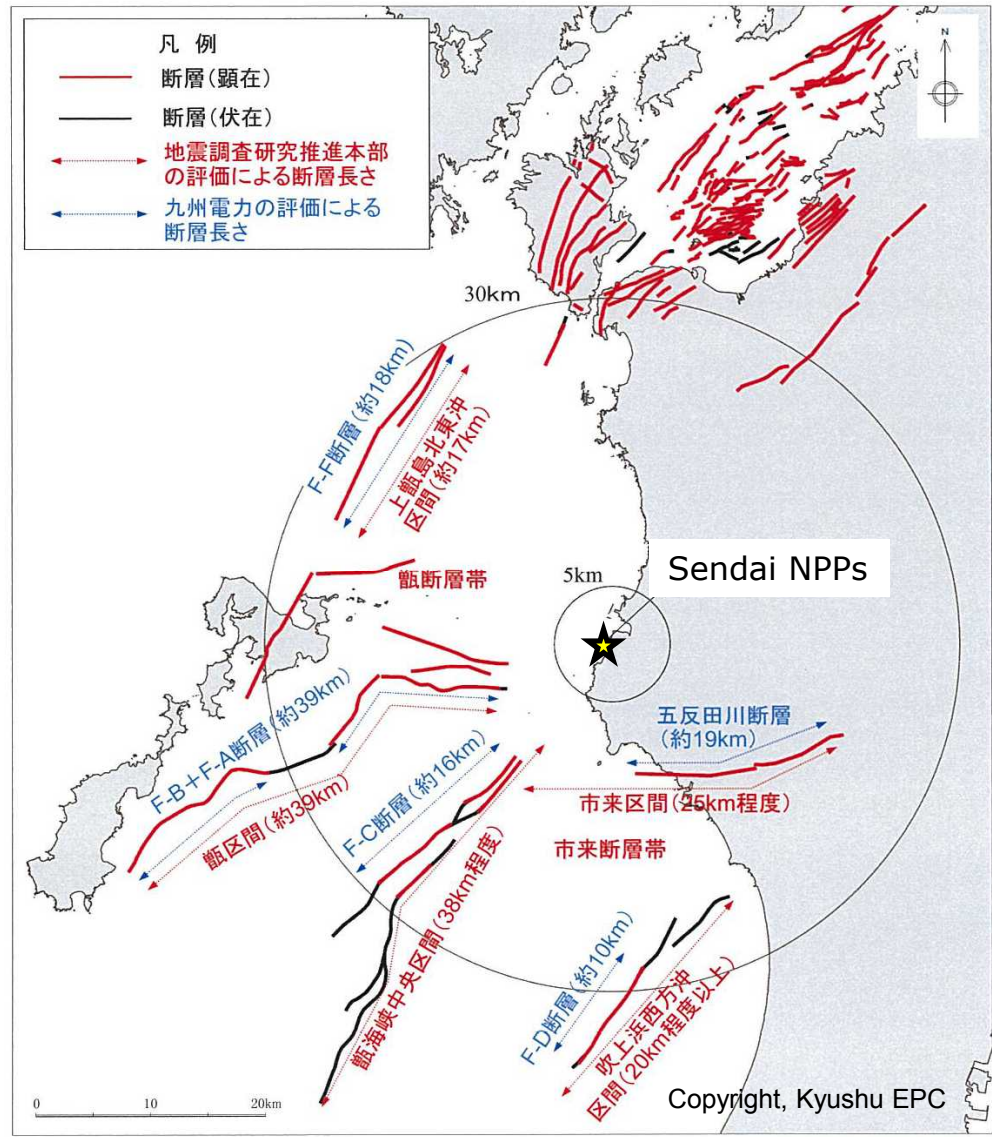 凡 例
断層(顕在)
断層(伏在)
地震調査研究推進本部
の評価による断層長さ
九州電力の評価による
断層長さ
N
30km
F-F断層(約18km)
上甑島北東沖
区間(約17km)
甑断層帯
5km
Sendai NPPs
F-B+F-A断層(約39km)
甑区間(約39km)
F-C断層(約16km)
五反田川断層
(約19km)
市来区間(25km程度)
市来断層帯
甑海峡中央区間(38km程度)
F-D断層(約10km)
吹上浜西方沖
区間(20km程度以上)
0 10 20km
Copyright, Kyushu EPC